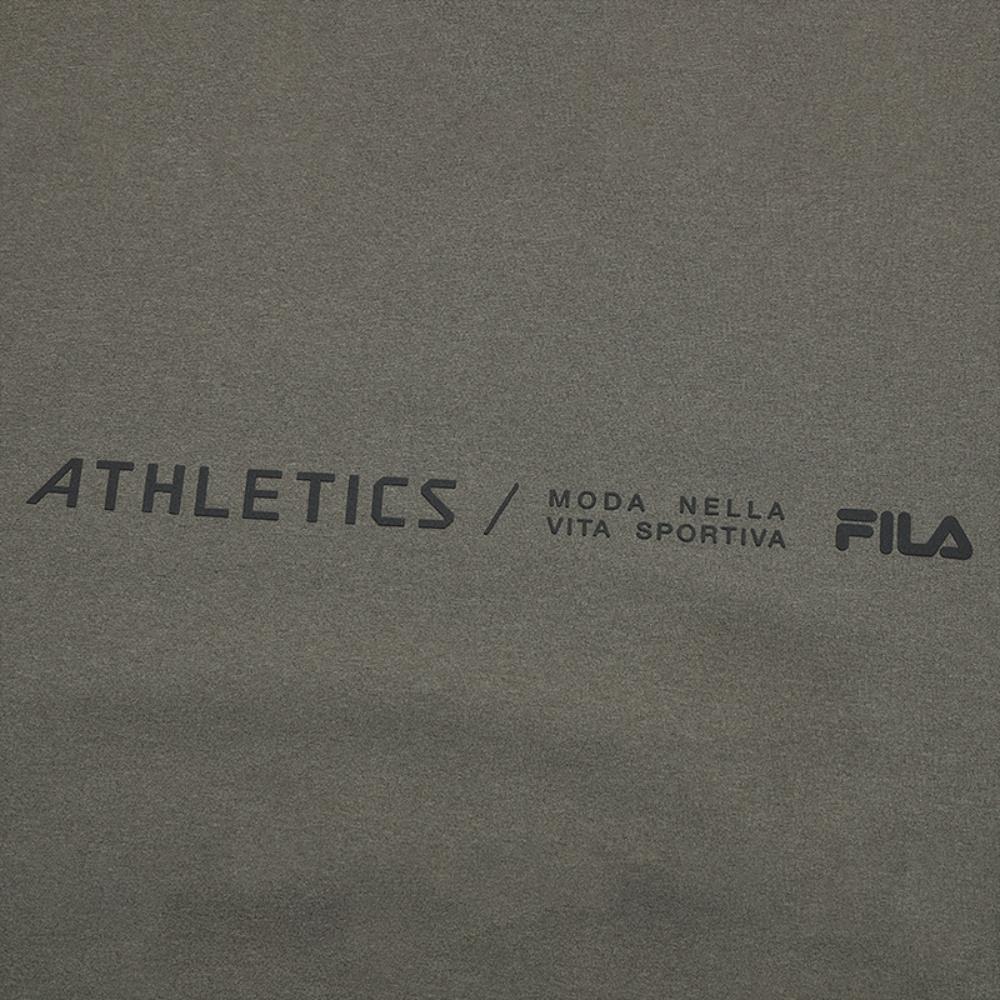 ATHLETICS / MODA NELLA
VITA SPORTIVA
FILA